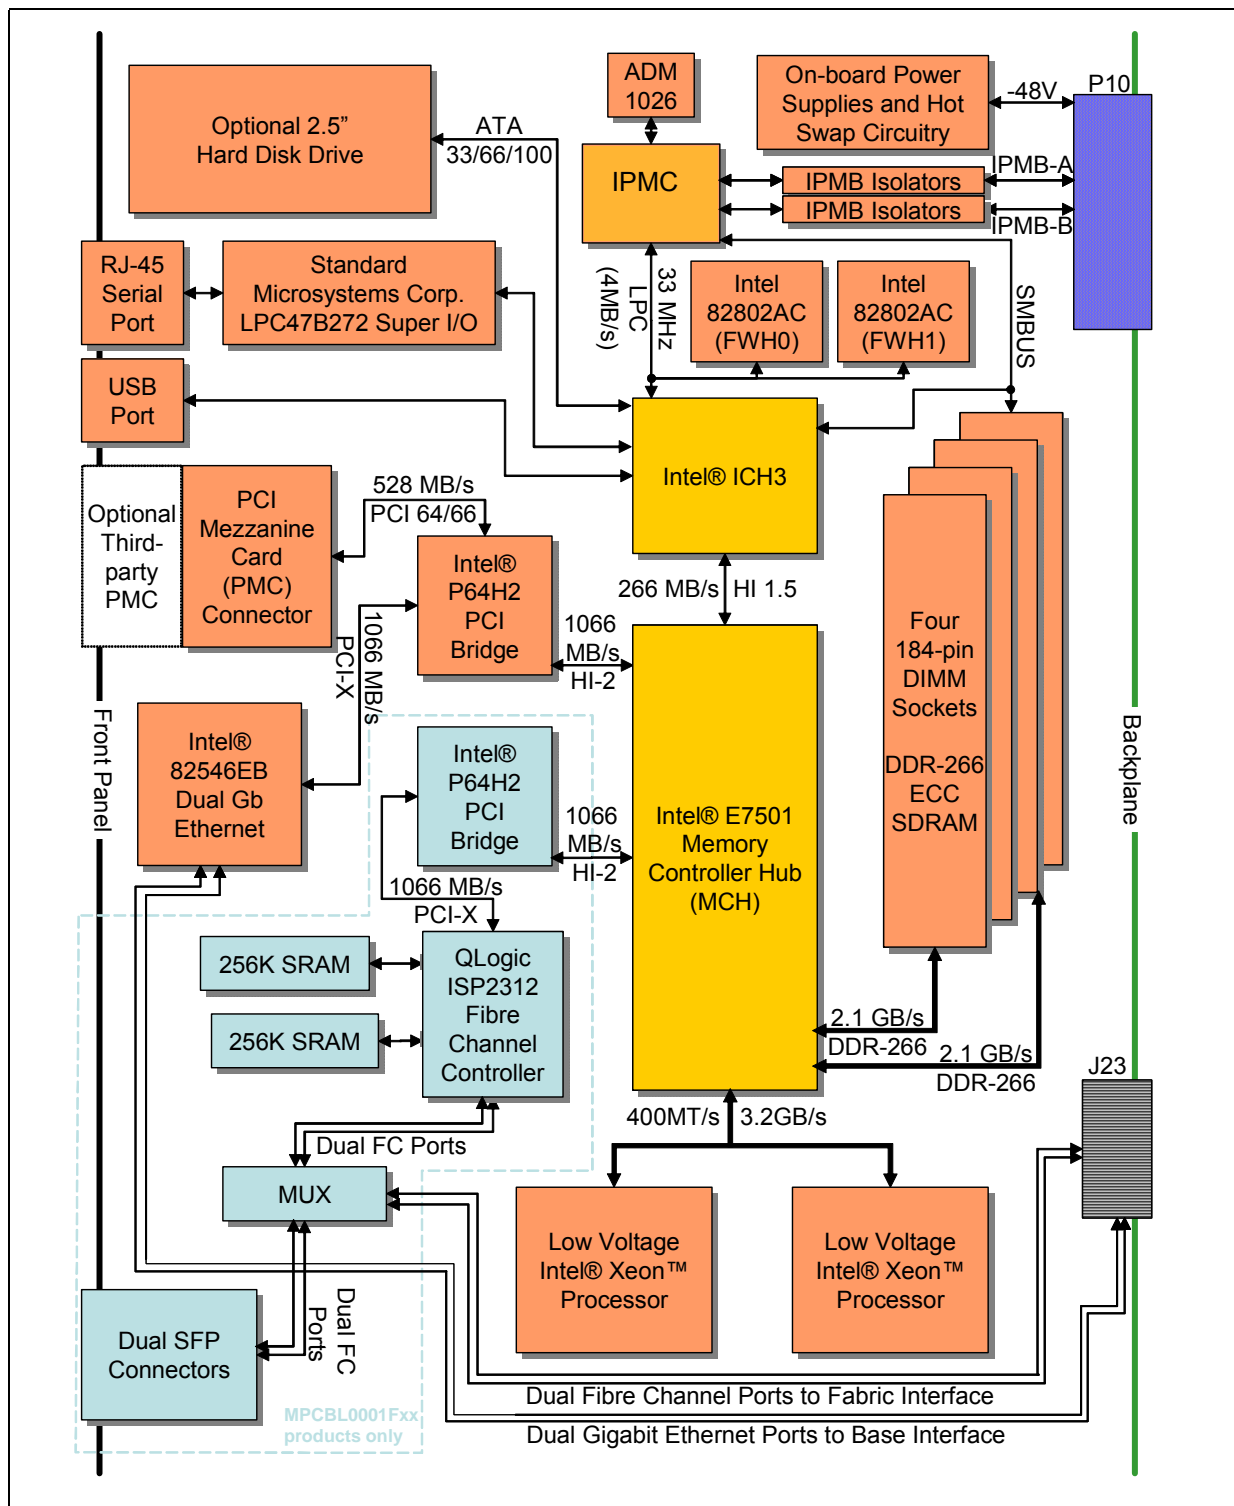 ADM
1026
On-board Power
Supplies and Hot
Swap Circuitry
-48V
P10
Optional 2.5”
Hard Disk Drive
ATA
33/66/100
IPMC
IPMB Isolators
IPMB-A
IPMB Isolators
IPMB-B
RJ-45
Serial
Port
Standard
Microsystems Corp.
LPC47B272 Super I/O
33 MHz
LPC
(4MB/s)
Intel
82802AC
(FWH0)
Intel
82802AC
(FWH1)
SMBUS
USB
Port
Intel® ICH3
Optional
Third-
party
PMC
PCI
Mezzanine
Card
(PMC)
Connector
528 MB/s
PCI 64/66
Intel®
P64H2
PCI
Bridge
266 MB/s
HI 1.5
1066 MB/s
PCI-X
1066
MB/s
HI-2
Four
184-pin
DIMM
Sockets
DDR-266
ECC
SDRAM
Front Panel
Backplane
Intel®
82546EB
Dual Gb
Ethernet
Intel®
P64H2
PCI
Bridge
1066
MB/s
HI-2
Intel® E7501
Memory
Controller Hub
(MCH)
1066 MB/s
PCI-X
256K SRAM
256K SRAM
QLogic
ISP2312
Fibre
Channel
Controller
2.1 GB/s
DDR-266
2.1 GB/s
DDR-266
J23
400MT/s
3.2GB/s
Dual FC Ports
MUX
Low Voltage
Intel® Xeon™
Processor
Low Voltage
Intel® Xeon™
Processor
Dual FC
Ports
Dual SFP
Connectors
Dual Fibre Channel Ports to Fabric Interface
MPCBL0001Fxx
products only
Dual Gigabit Ethernet Ports to Base Interface